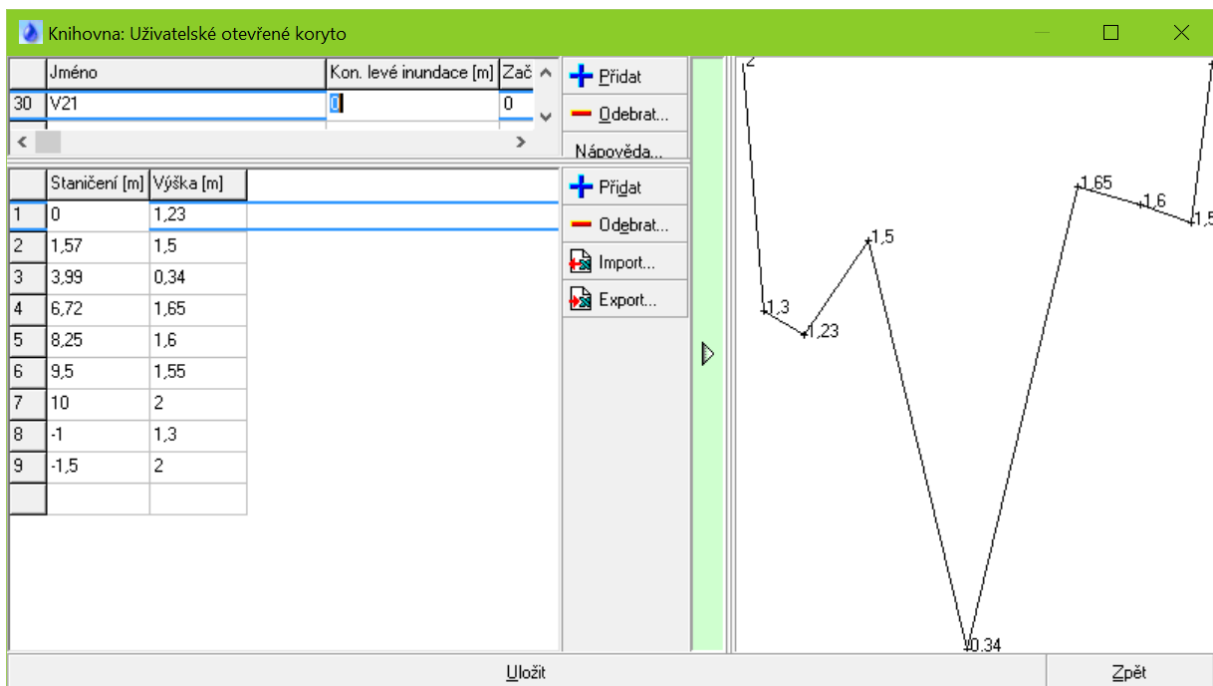 Knihovna: Uživatelské otevřené koryto
Jméno Kon. levé inundace [m] Zač
30 V21 0 0
Přidat
Odebrat...
Nápověda...
Staničení [m] Výška [m]
1 0 1,23
2 1,57 1,5
3 3,99 0,34
4 6,72 1,65
5 8,25 1,6
6 9,5 1,55
7 10 2
8 -1 1,3
9 -1,5 2
Přidat
Odebrat...
Import...
Export...
2
1,65
1,6
1,5
1,5
1,3
1,23
0.34
Uložit
Zpět